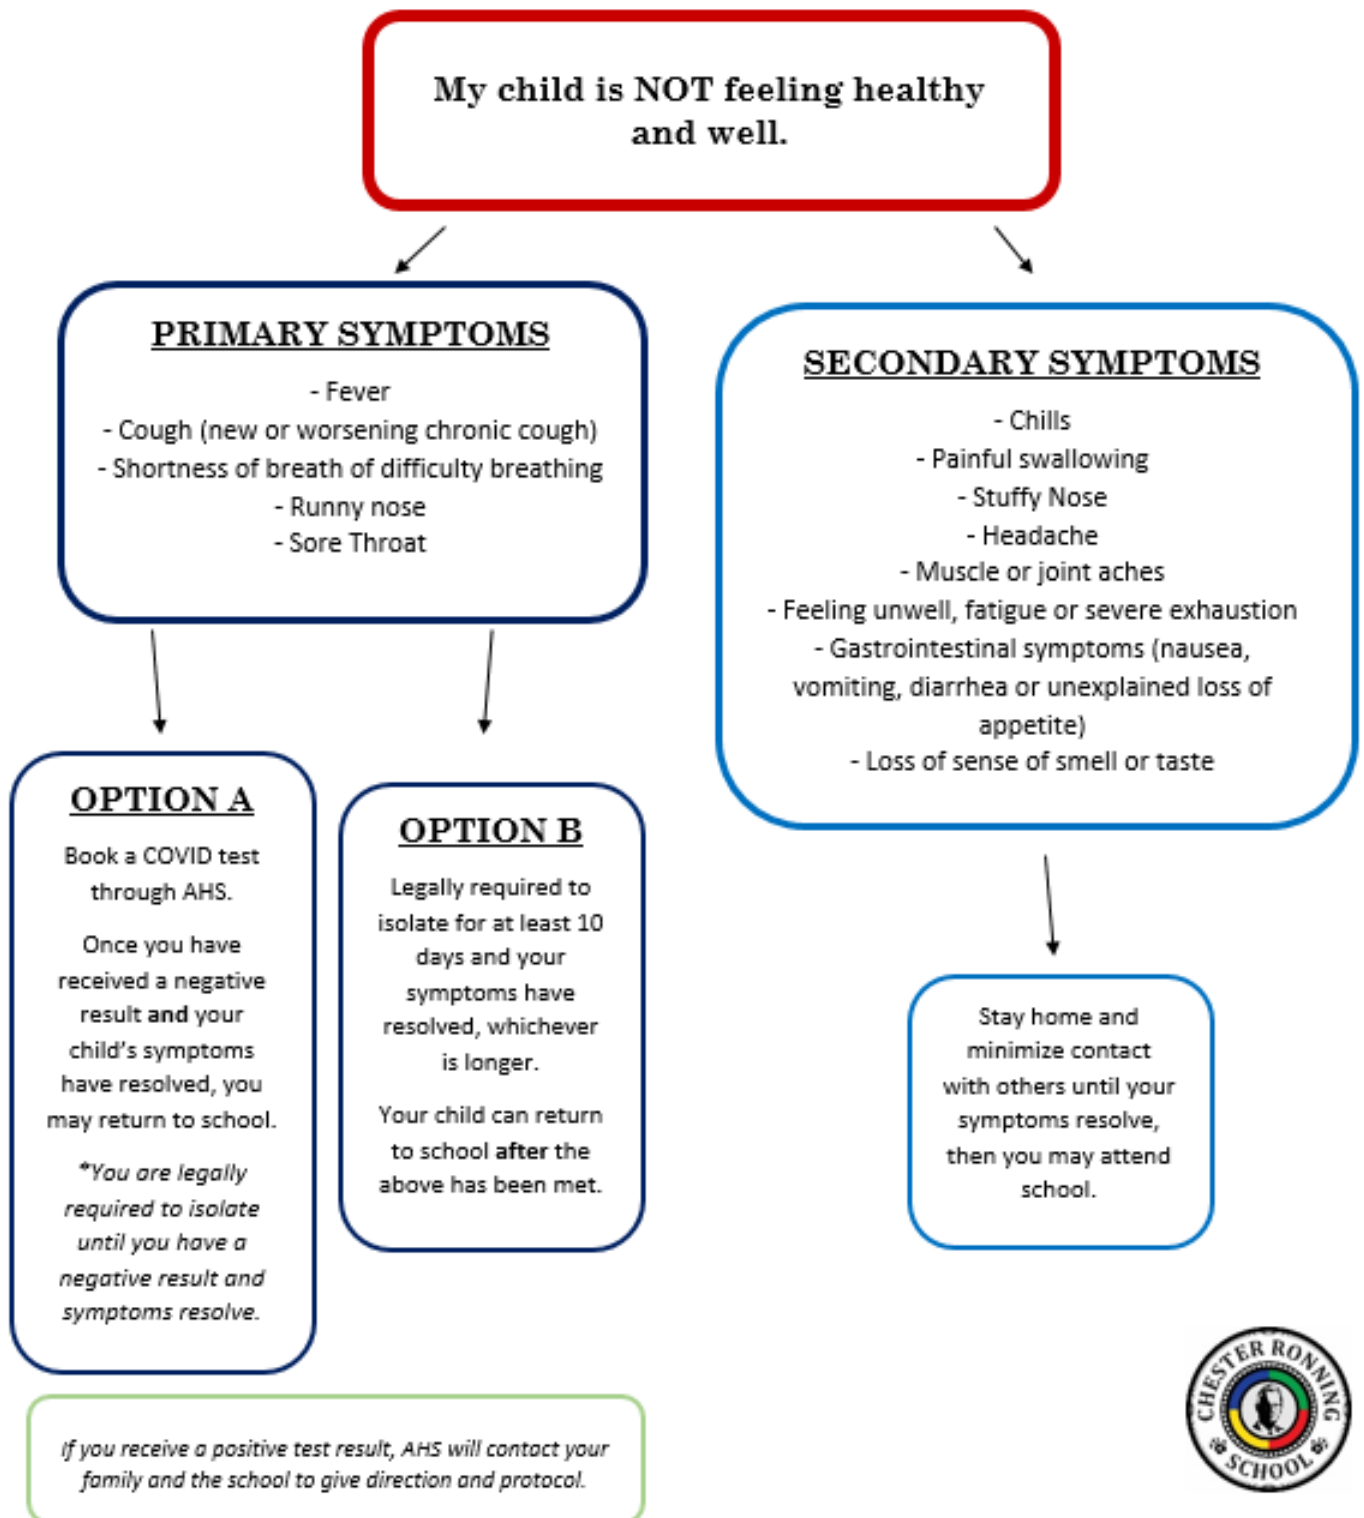 My child is NOT feeling healthy
and well.
PRIMARY SYMPTOMS
- Fever
- Cough (new or worsening chronic cough)
- Shortness of breath of difficulty breathing
- Runny nose
- Sore Throat
SECONDARY SYMPTOMS
- Chills
- Painful swallowing
- Stuffy Nose
- Headache
- Muscle or joint aches
- Feeling unwell, fatigue or severe exhaustion
- Gastrointestinal symptoms (nausea,
vomiting, diarrhea or unexplained loss of
appetite)
- Loss of sense of smell or taste
OPTION A
Book a COVID test
through AHS.
Once you have
received a negative
result and your
child's symptoms
have resolved, you
may return to school.
*You are legally
required to isolate
until you have a
negative result and
symptoms resolve.
OPTION B
Legally required to
isolate for at least 10
days and your
symptoms have
resolved, whichever
is longer.
Your child can return
to school after the
above has been met.
Stay home and
minimize contact
with others until your
symptoms resolve,
then you may attend
school.
If you receive a positive test result, AHS will contact your
family and the school to give direction and protocol.
CHESTER RONNING
SCHOOL